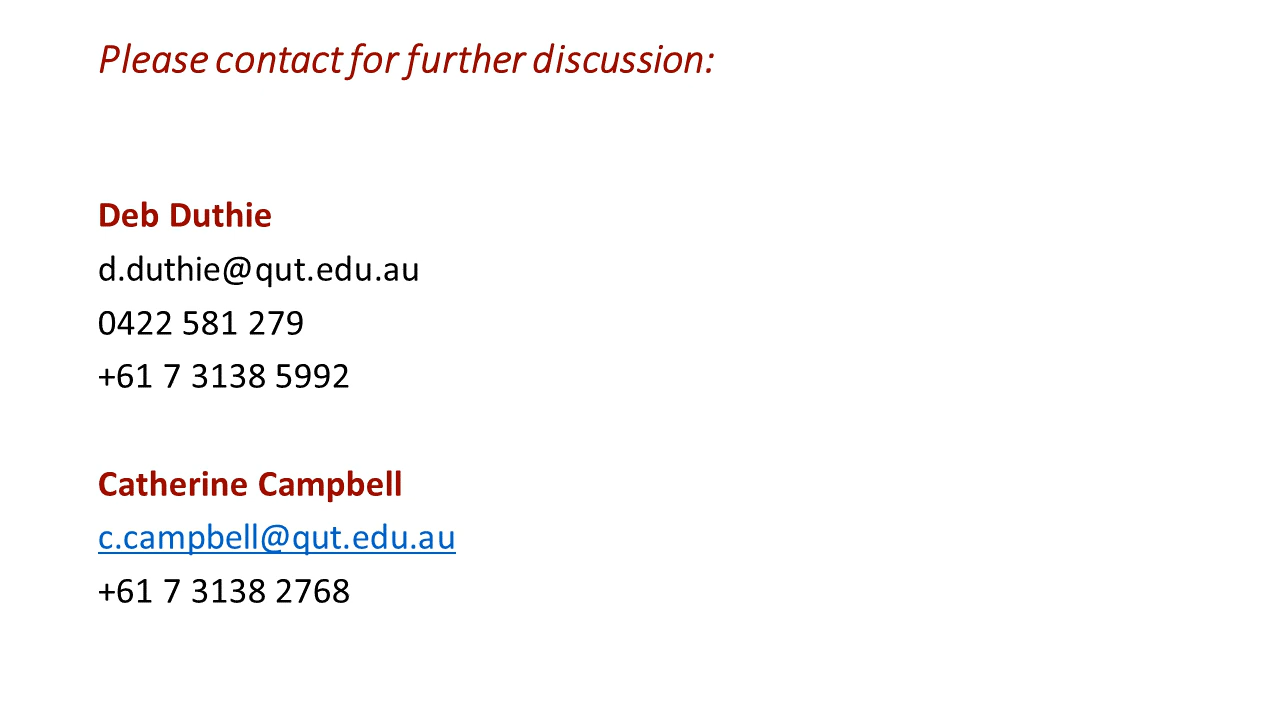 Please contact for further discussion:
Deb Duthie
d.duthie@qut.edu.au
0422 581 279
+61 7 3138 5992
Catherine Campbell
c.campbell@qut.edu.au
+61 7 3138 2768